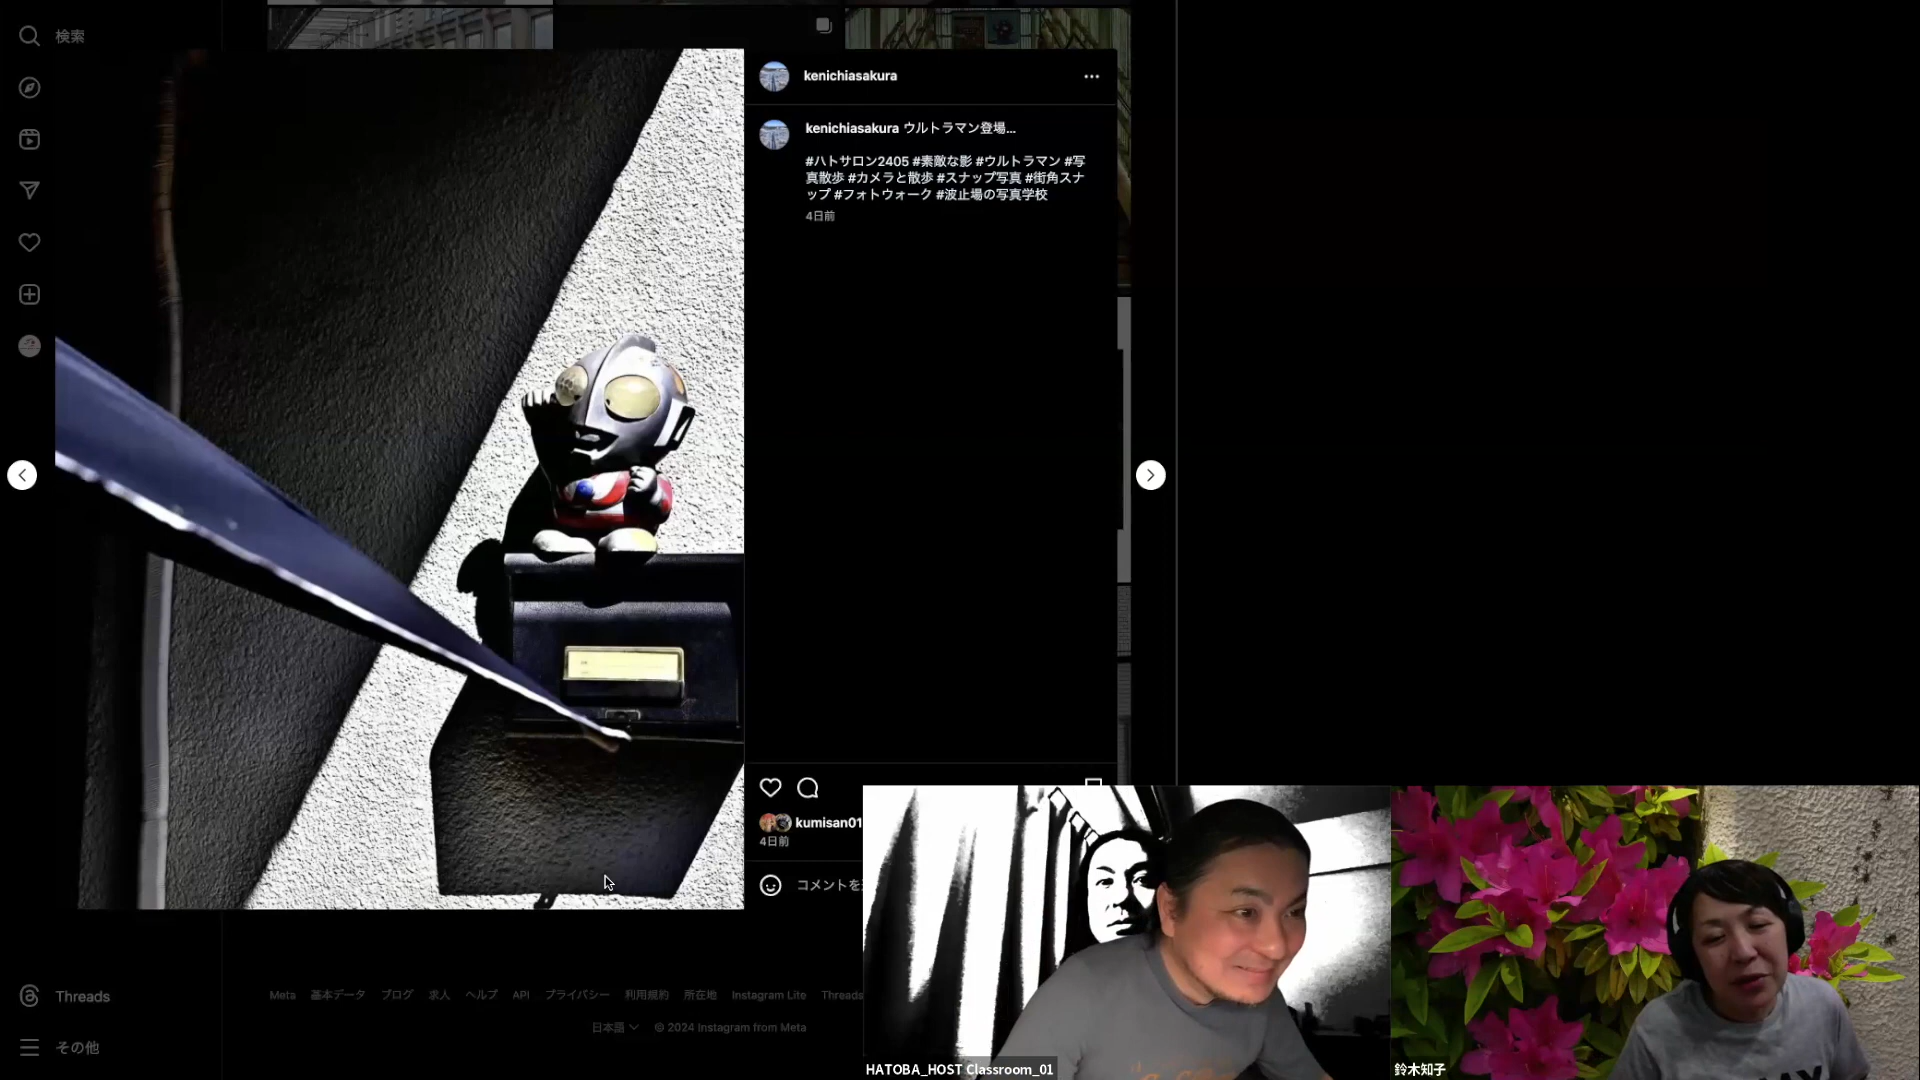 検索
kenichiasakura
kenichiasakura ウルトラマン登場...
#ハトサロン2405 #素敵な影 #ウルトラマン #写
真散歩 #カメラと散歩 #スナップ写真 #街角スナ
ップ #フォトウォーク #波止場の写真学校
4日前
kumisan01
4日前
コメントを
Threads
その他
Meta 基本データ ブログ 求人 ヘルプ API プライバシー 利用規約 所在地 Instagram Lite Threads
日本語 © 2024 Instagram from Meta
HATOBA_HOST Classroom_01
鈴木知子